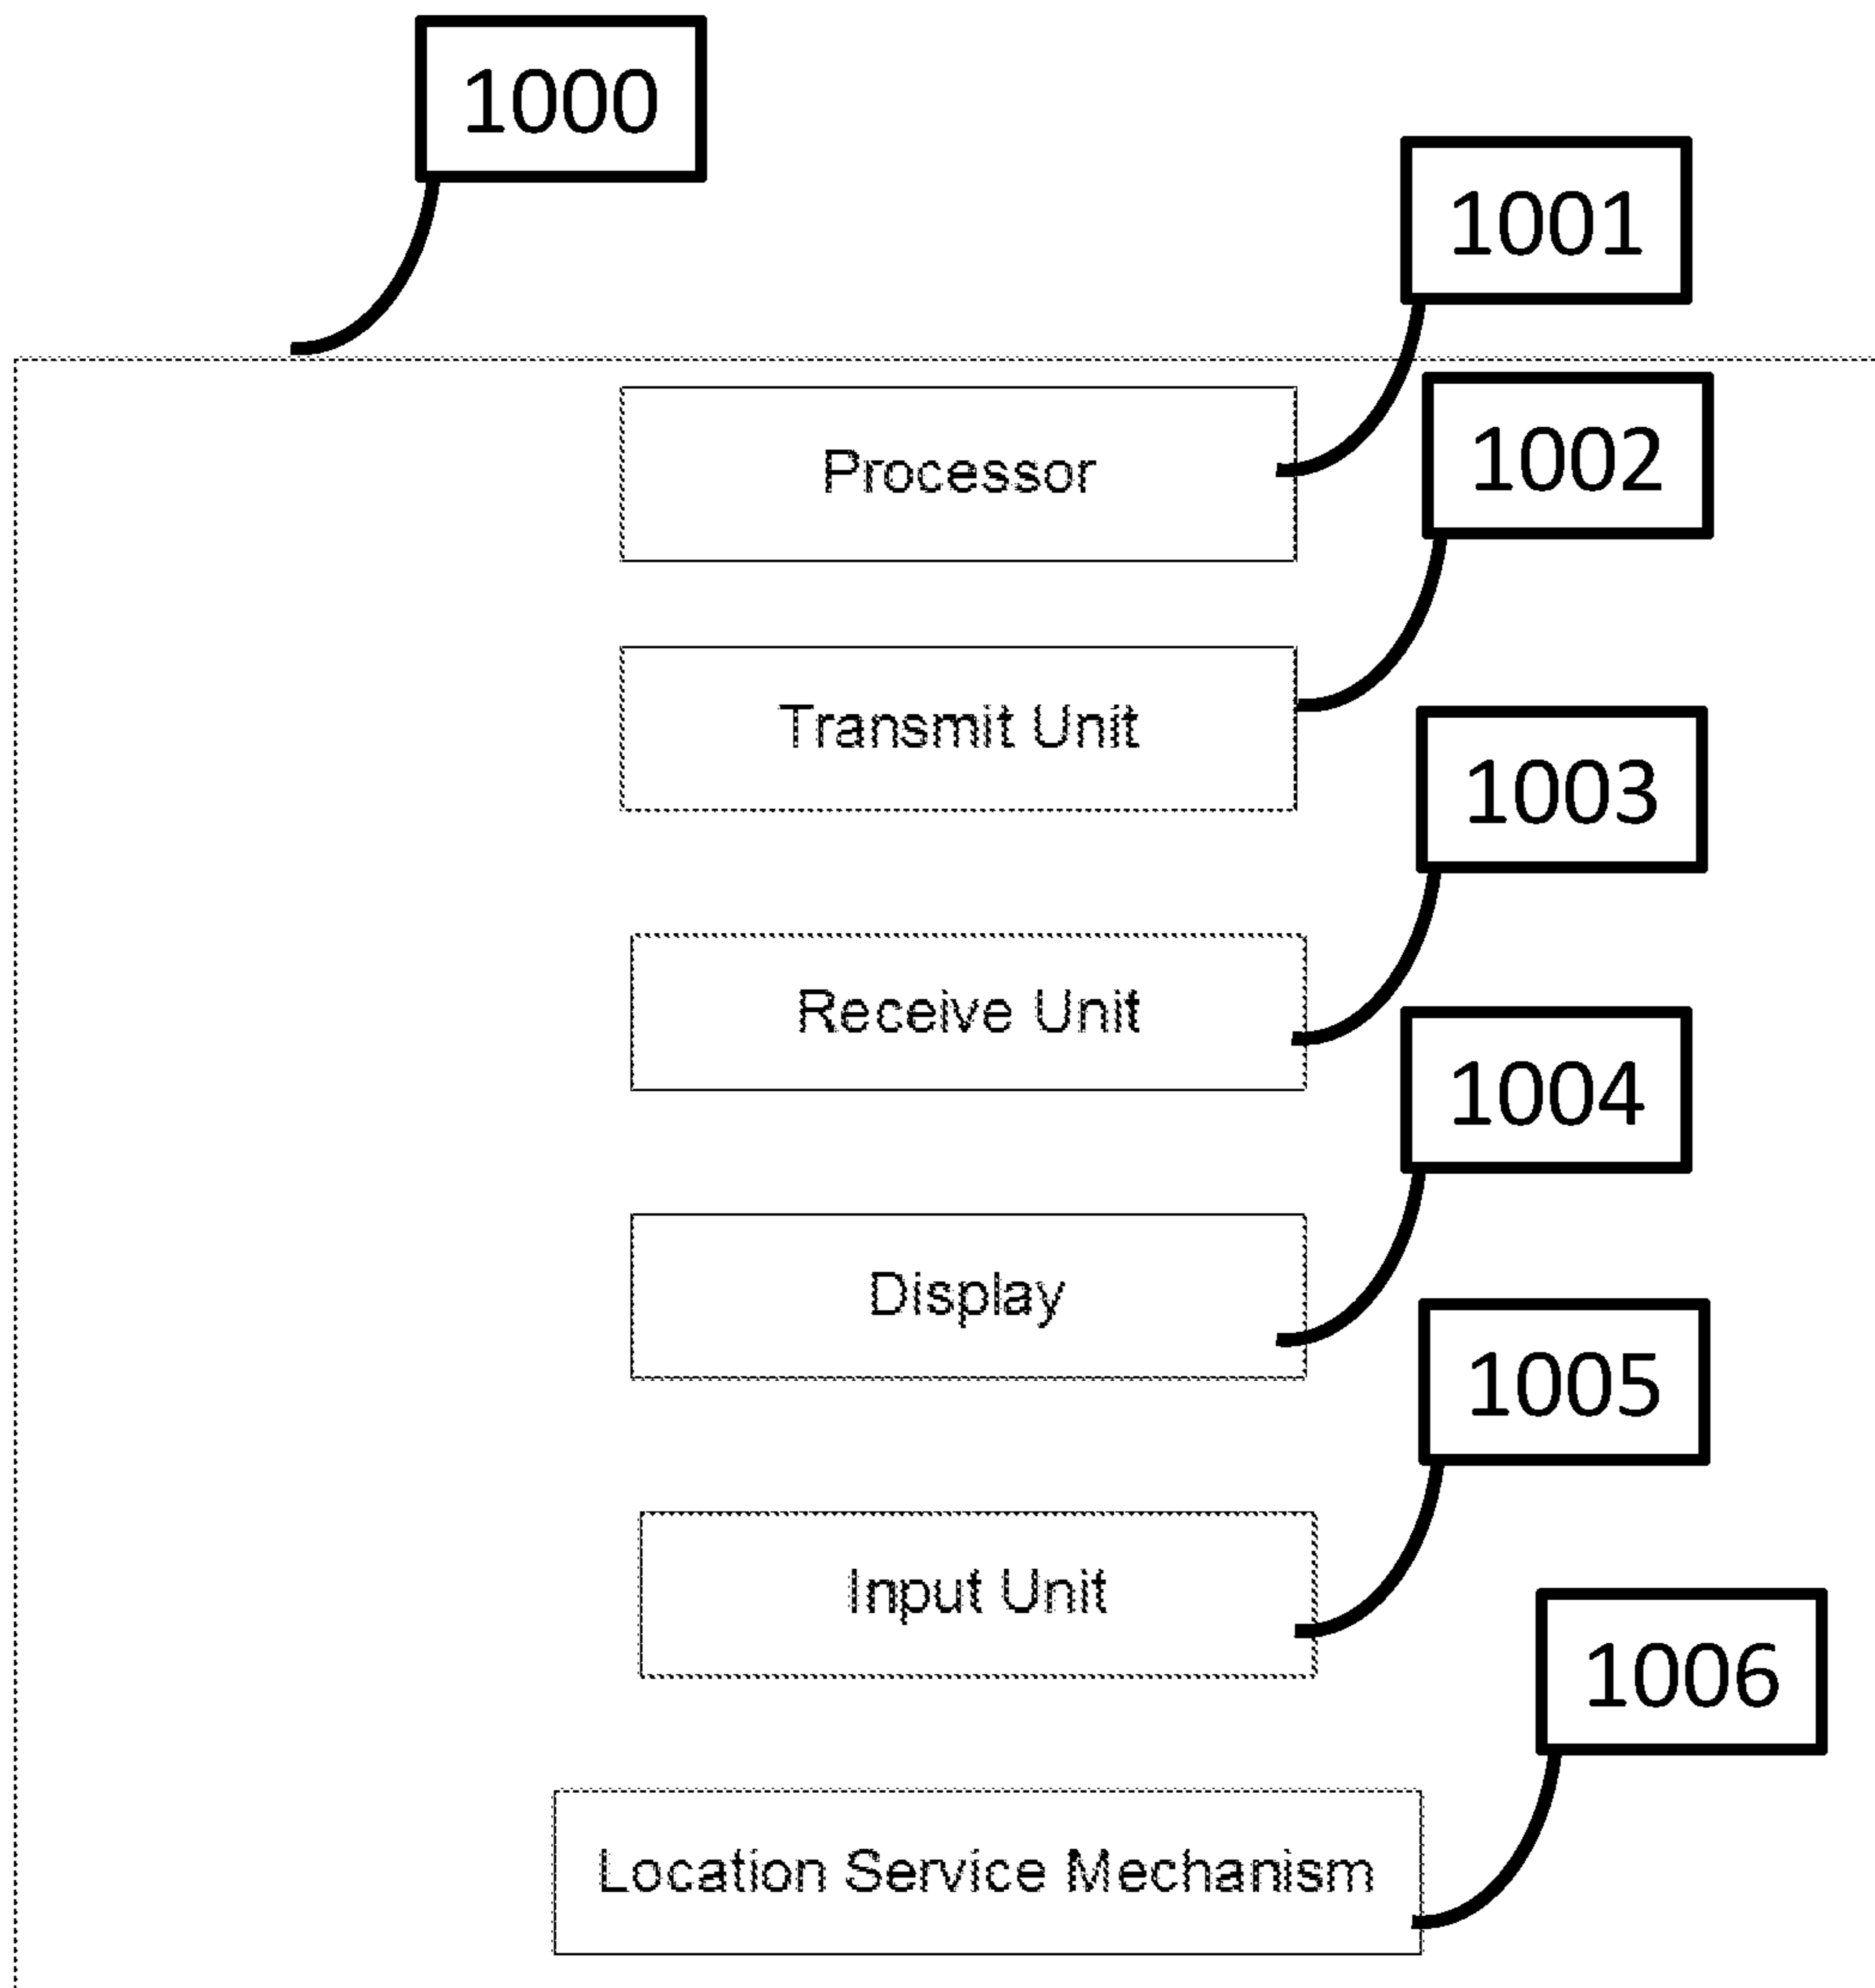 1000
1001
Processor
1002
Transmit Unit
1003
Receive Unit
1004
Display
1005
Input Unit
1006
Location Service Mechanism